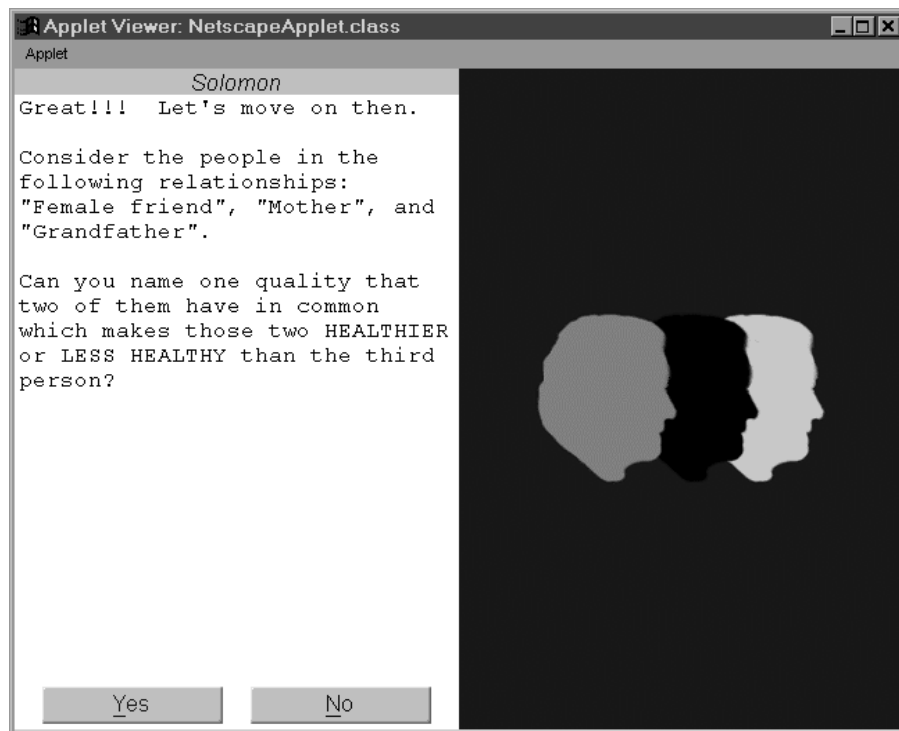 Applet Viewer: NetscapeApplet.class
Applet
Solomon
Great!!!  Let's move on then.
Consider the people in the
following relationships:
"Female friend", "Mother", and
"Grandfather".
Can you name one quality that
two of them have in common
which makes those two HEALTHIER
or LESS HEALTHY than the third
person?
Yes
No